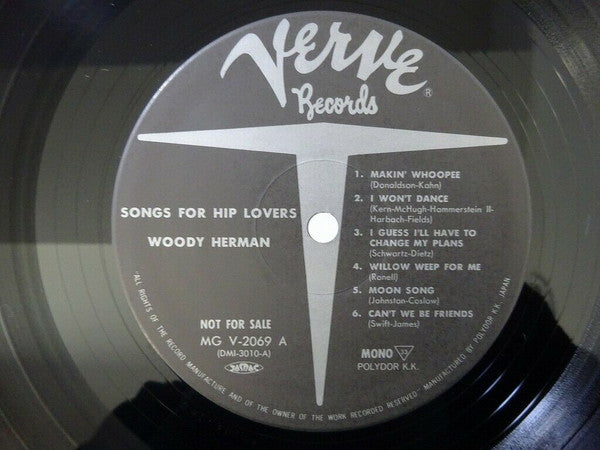 Verve
Records
®
SONGS FOR HIP LOVERS
WOODY HERMAN
1. MAKIN' WHOOPEE
(Donaldson-Kahn)
2. I WON'T DANCE
(Kern-McHugh-Hammerstein II-
Harbach-Fields)
3. I GUESS I'LL HAVE TO
CHANGE MY PLANS
(Schwartz-Dietz)
4. WILLOW WEEP FOR ME
(Ronell)
5. MOON SONG
(Johnston-Coslow)
6. CAN'T WE BE FRIENDS
(Swift-James)
NOT FOR SALE
MG V-2069 A
(DMI-3010-A)
MONO
POLYDOR K.K.
"ALL RIGHTS OF THE RECORD MANUFACTURE AND OF THE OWNER OF THE WORK RECORDED RESERVED" MANUFACTURED BY POLYDOR K.K. JAPAN